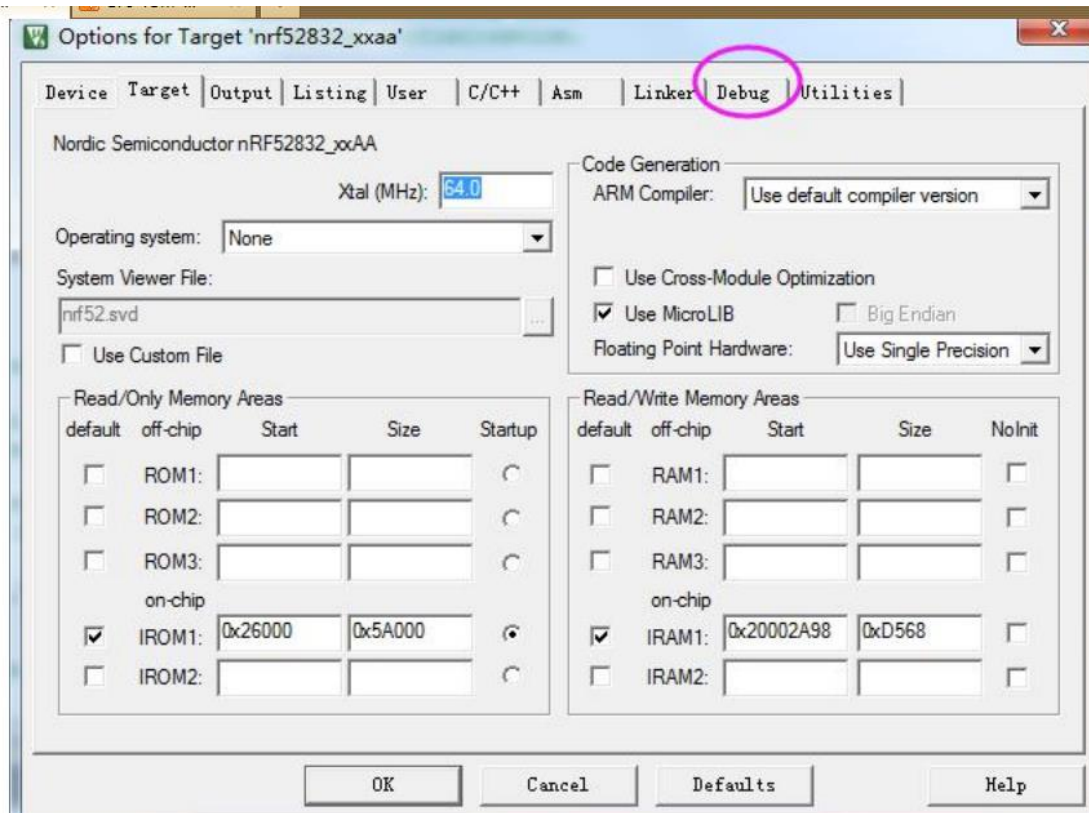 Options for Target 'nrf52832_xxaa'
Device Target Output Listing User C/C++ Asm Linker Debug Utilities
Nordic Semiconductor nRF52832_xxAA
Xtal (MHz): 64.0
Operating system: None
System Viewer File:
nrf52.svd ...
Use Custom File
Code Generation
ARM Compiler: Use default compiler version
Use Cross-Module Optimization
Use MicroLIB Big Endian
Floating Point Hardware: Use Single Precision
Read/Only Memory Areas
default off-chip Start Size Startup
ROM1:
ROM2:
ROM3:
on-chip
IROM1: 0x26000 0x5A000
IROM2:
Read/Write Memory Areas
default off-chip Start Size NoInit
RAM1:
RAM2:
RAM3:
on-chip
IRAM1: 0x20002A98 0xD568
IRAM2:
OK Cancel Defaults Help